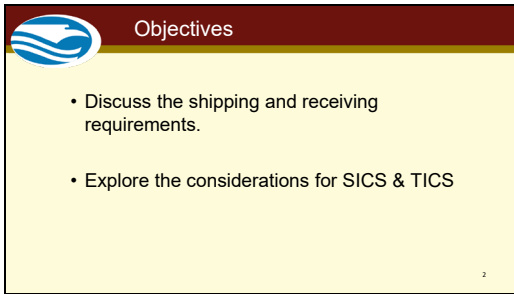 Objectives
• Discuss the shipping and receiving
requirements.
• Explore the considerations for SICS & TICS
2